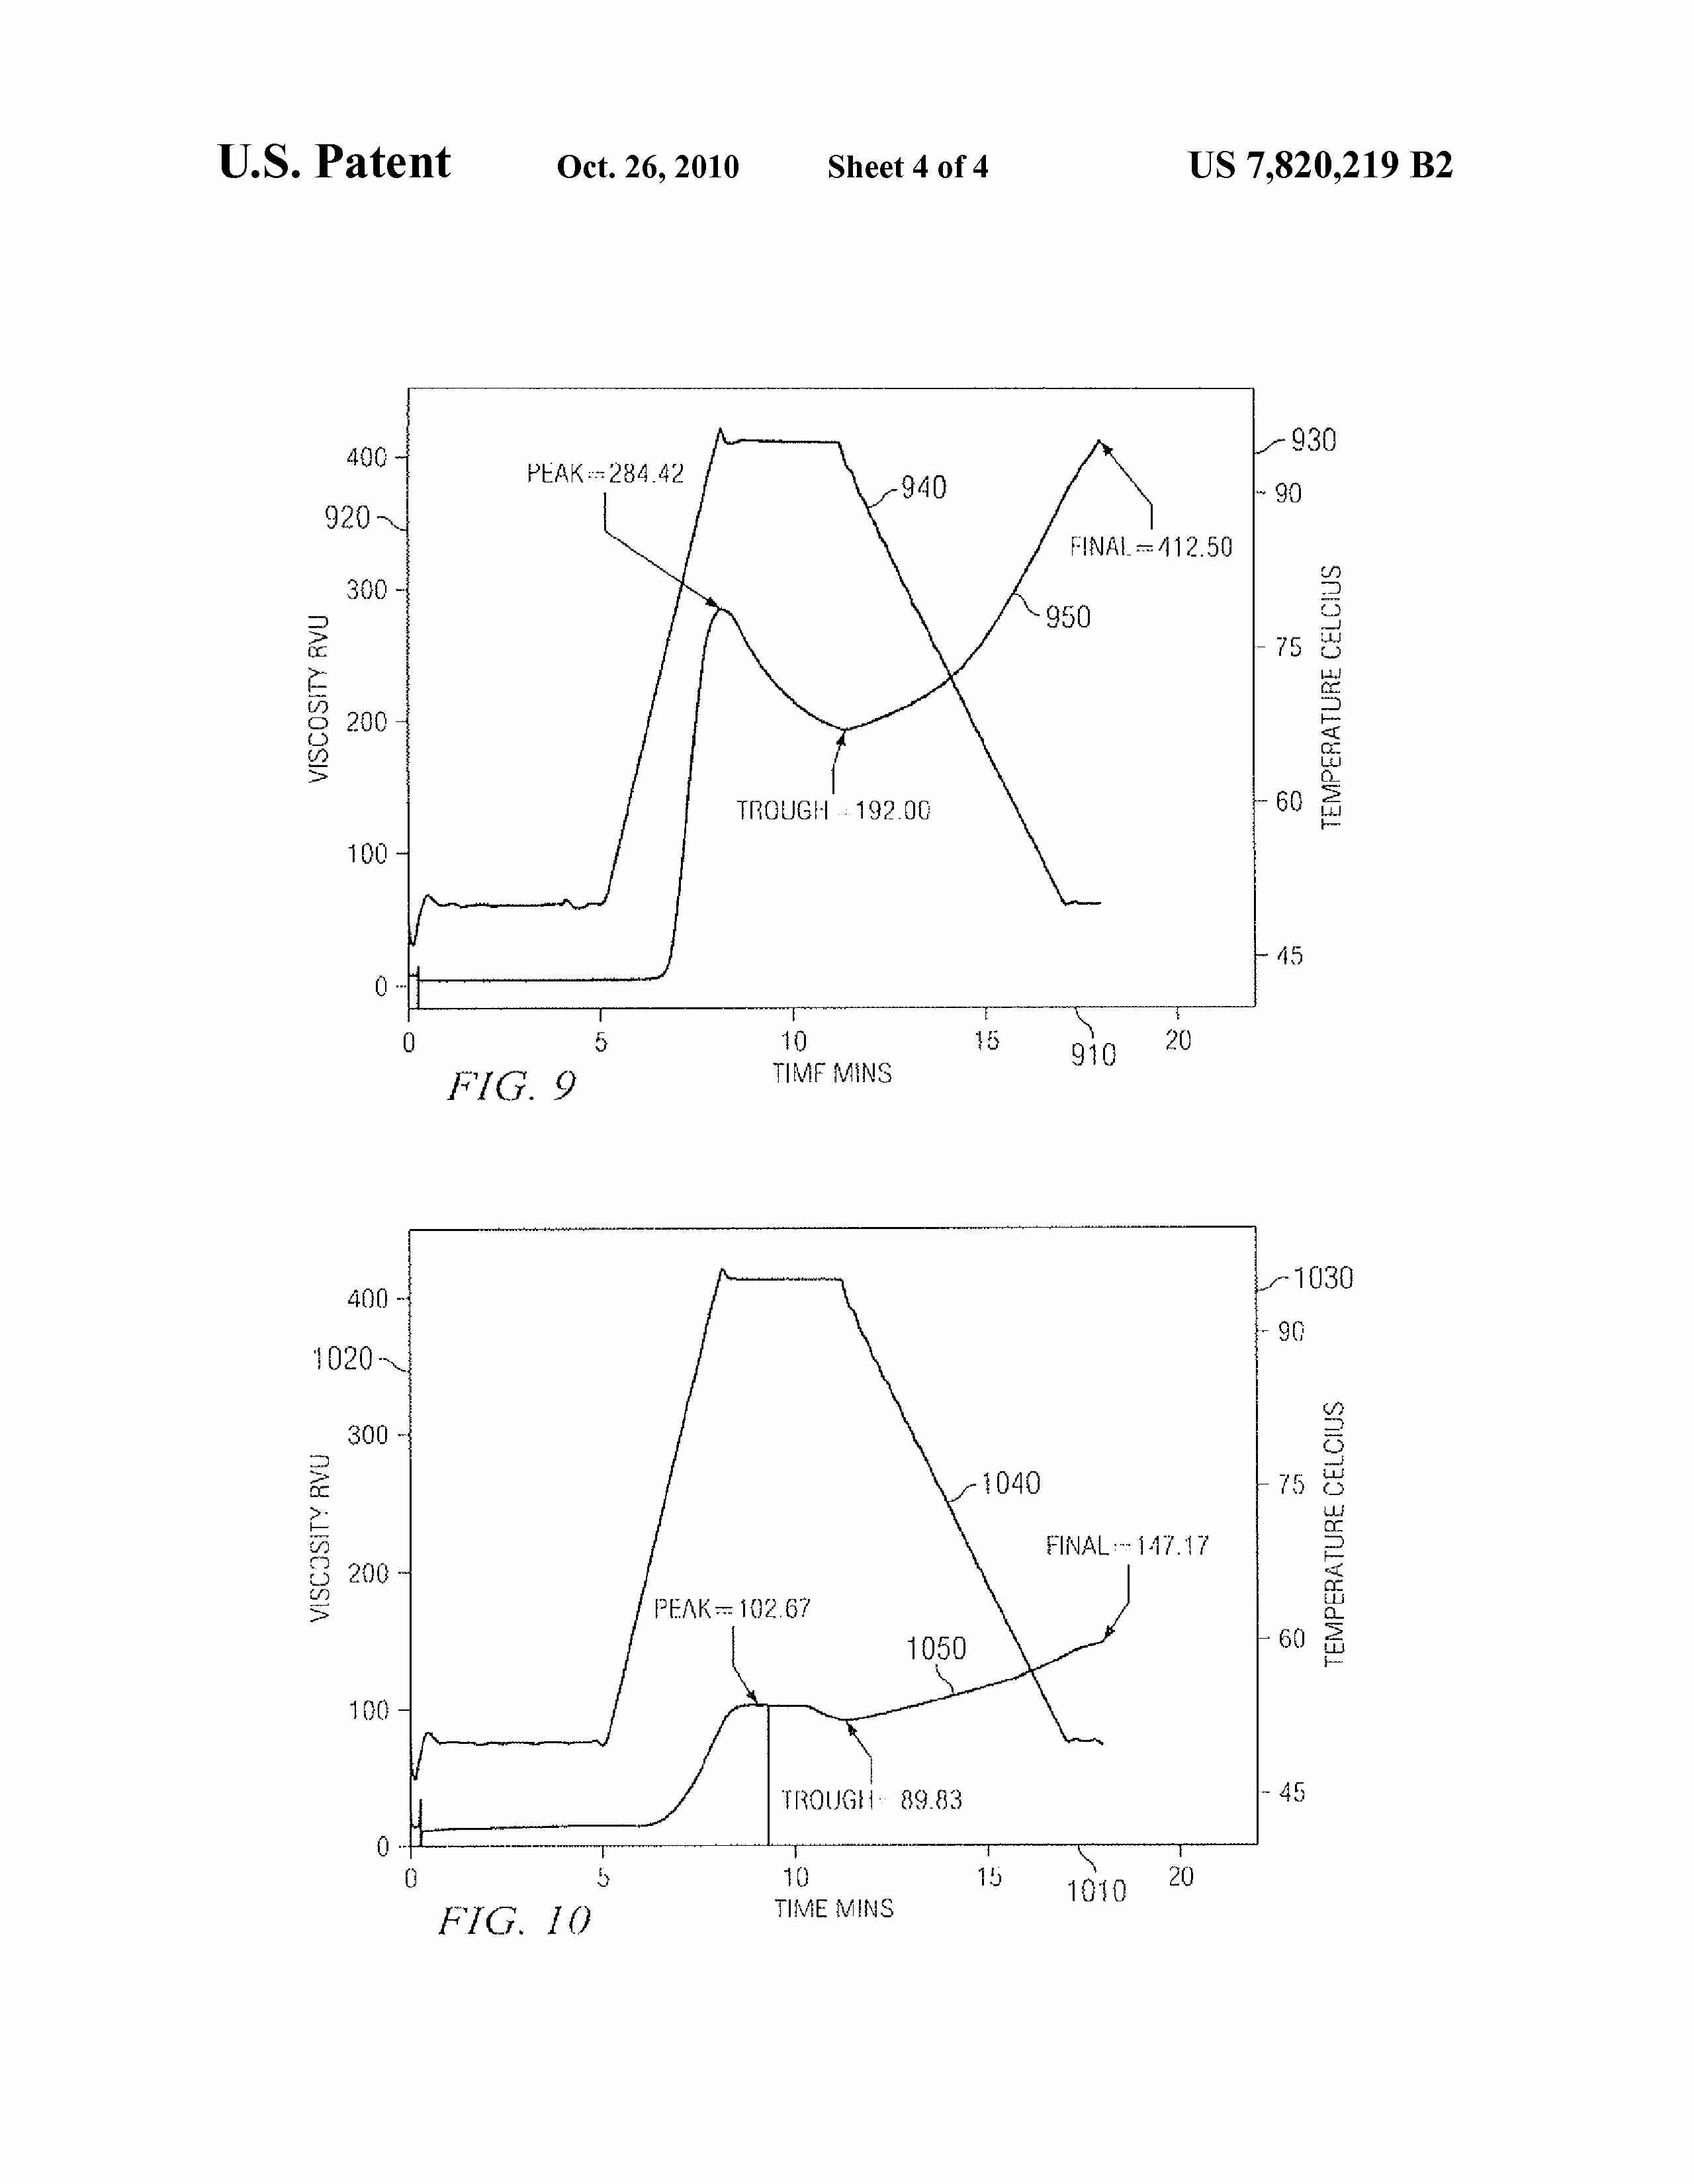 U.S. Patent Oct. 26, 2010 Sheet 4 of 4 US 7,820,219 B2
930
400
PEAK=284.42
940
90
920
FINAL=412.50
300
950
75
VISCOSITY RVU
TEMPERATURE CELCIUS
200
TROUGH=192.00
60
100
45
0
0 5 10 15 20
910
TIME MINS
FIG. 9
1030
400
90
1020
300
1040
75
VISCOSITY RVU
TEMPERATURE CELCIUS
FINAL=147.17
200
PEAK=102.67
60
1050
100
TROUGH=89.83
45
0
0 5 10 15 20
1010
TIME MINS
FIG. 10